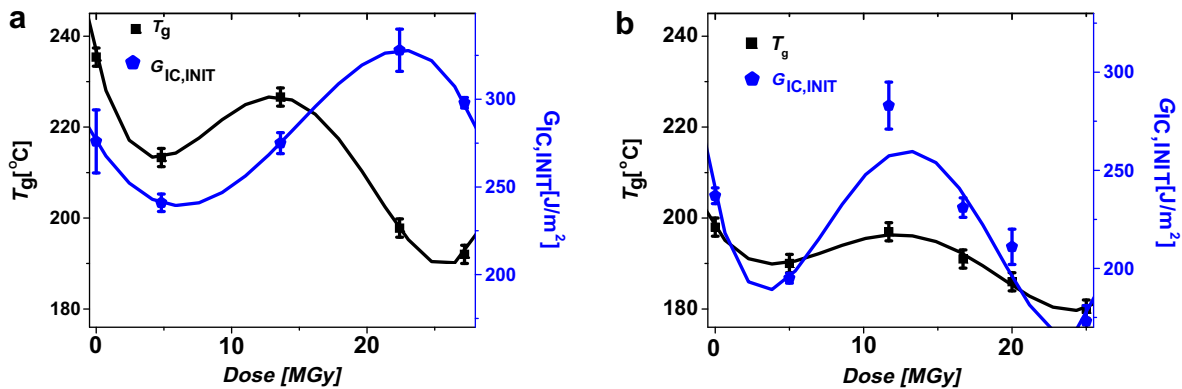 a
240
220
200
180
Tg[°C]
Tg
GIC,INIT
300
250
200
GIC,INIT[J/m²]
0
10
20
Dose [MGy]
b
240
220
200
180
Tg[°C]
Tg
GIC,INIT
300
250
200
GIC,INIT[J/m²]
0
10
20
Dose [MGy]